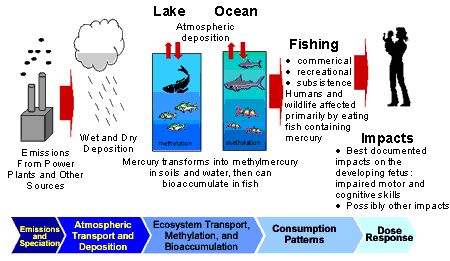 Lake
Ocean
Atmospheric
deposition
Fishing
• commerical
• recreational
• subsistence
Humans and
wildlife affected
primarily by eating
fish containing
mercury
Emissions
From Power
Plants and Other
Sources
Wet and Dry
Deposition
methylation
methylation
Mercury transforms into methylmercury
in soils and water, then can
bioaccumulate in fish
Impacts
• Best documented
impacts on the
developing fetus:
impaired motor and
cognitive skills
• Possibly other impacts
Emissions
and
Speciation
Atmospheric
Transport and
Deposition
Ecosystem Transport,
Methylation, and
Bioaccumulation
Consumption
Patterns
Dose
Response